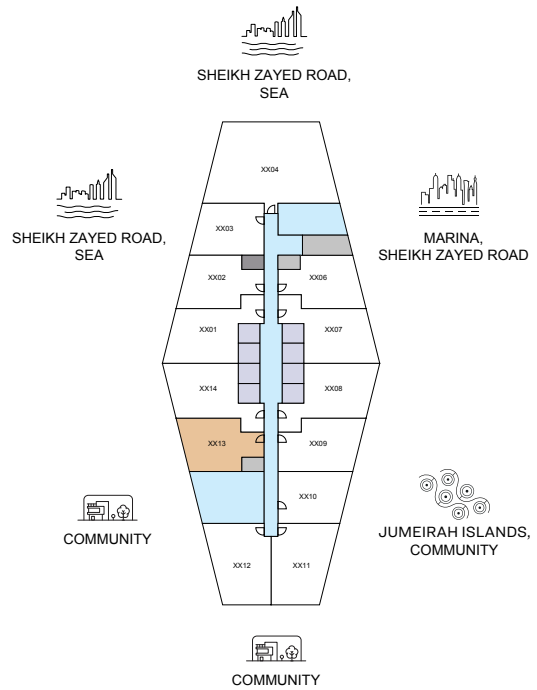 SHEIKH ZAYED ROAD,
SEA
XX04
SHEIKH ZAYED ROAD,
SEA
XX03
MARINA,
SHEIKH ZAYED ROAD
XX02
XX06
XX01
XX07
XX14
XX08
XX13
XX09
XX10
COMMUNITY
JUMEIRAH ISLANDS,
COMMUNITY
XX12
XX11
COMMUNITY